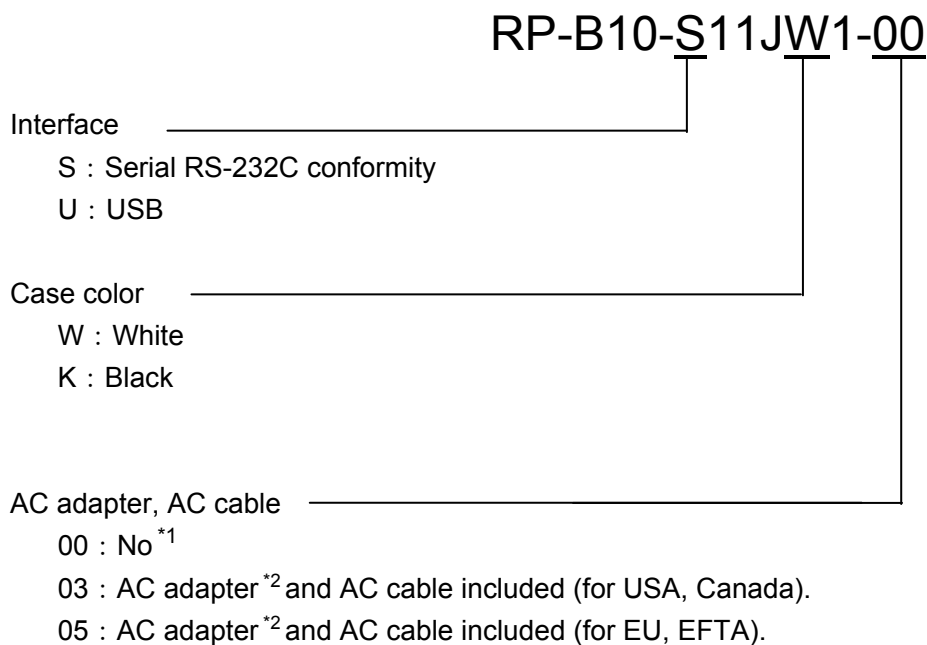 RP-B10-S11JW1-00
Interface
S : Serial RS-232C conformity
U : USB
Case color
W : White
K : Black
AC adapter, AC cable
00 : No *1
03 : AC adapter *2 and AC cable included (for USA, Canada).
05 : AC adapter *2 and AC cable included (for EU, EFTA).